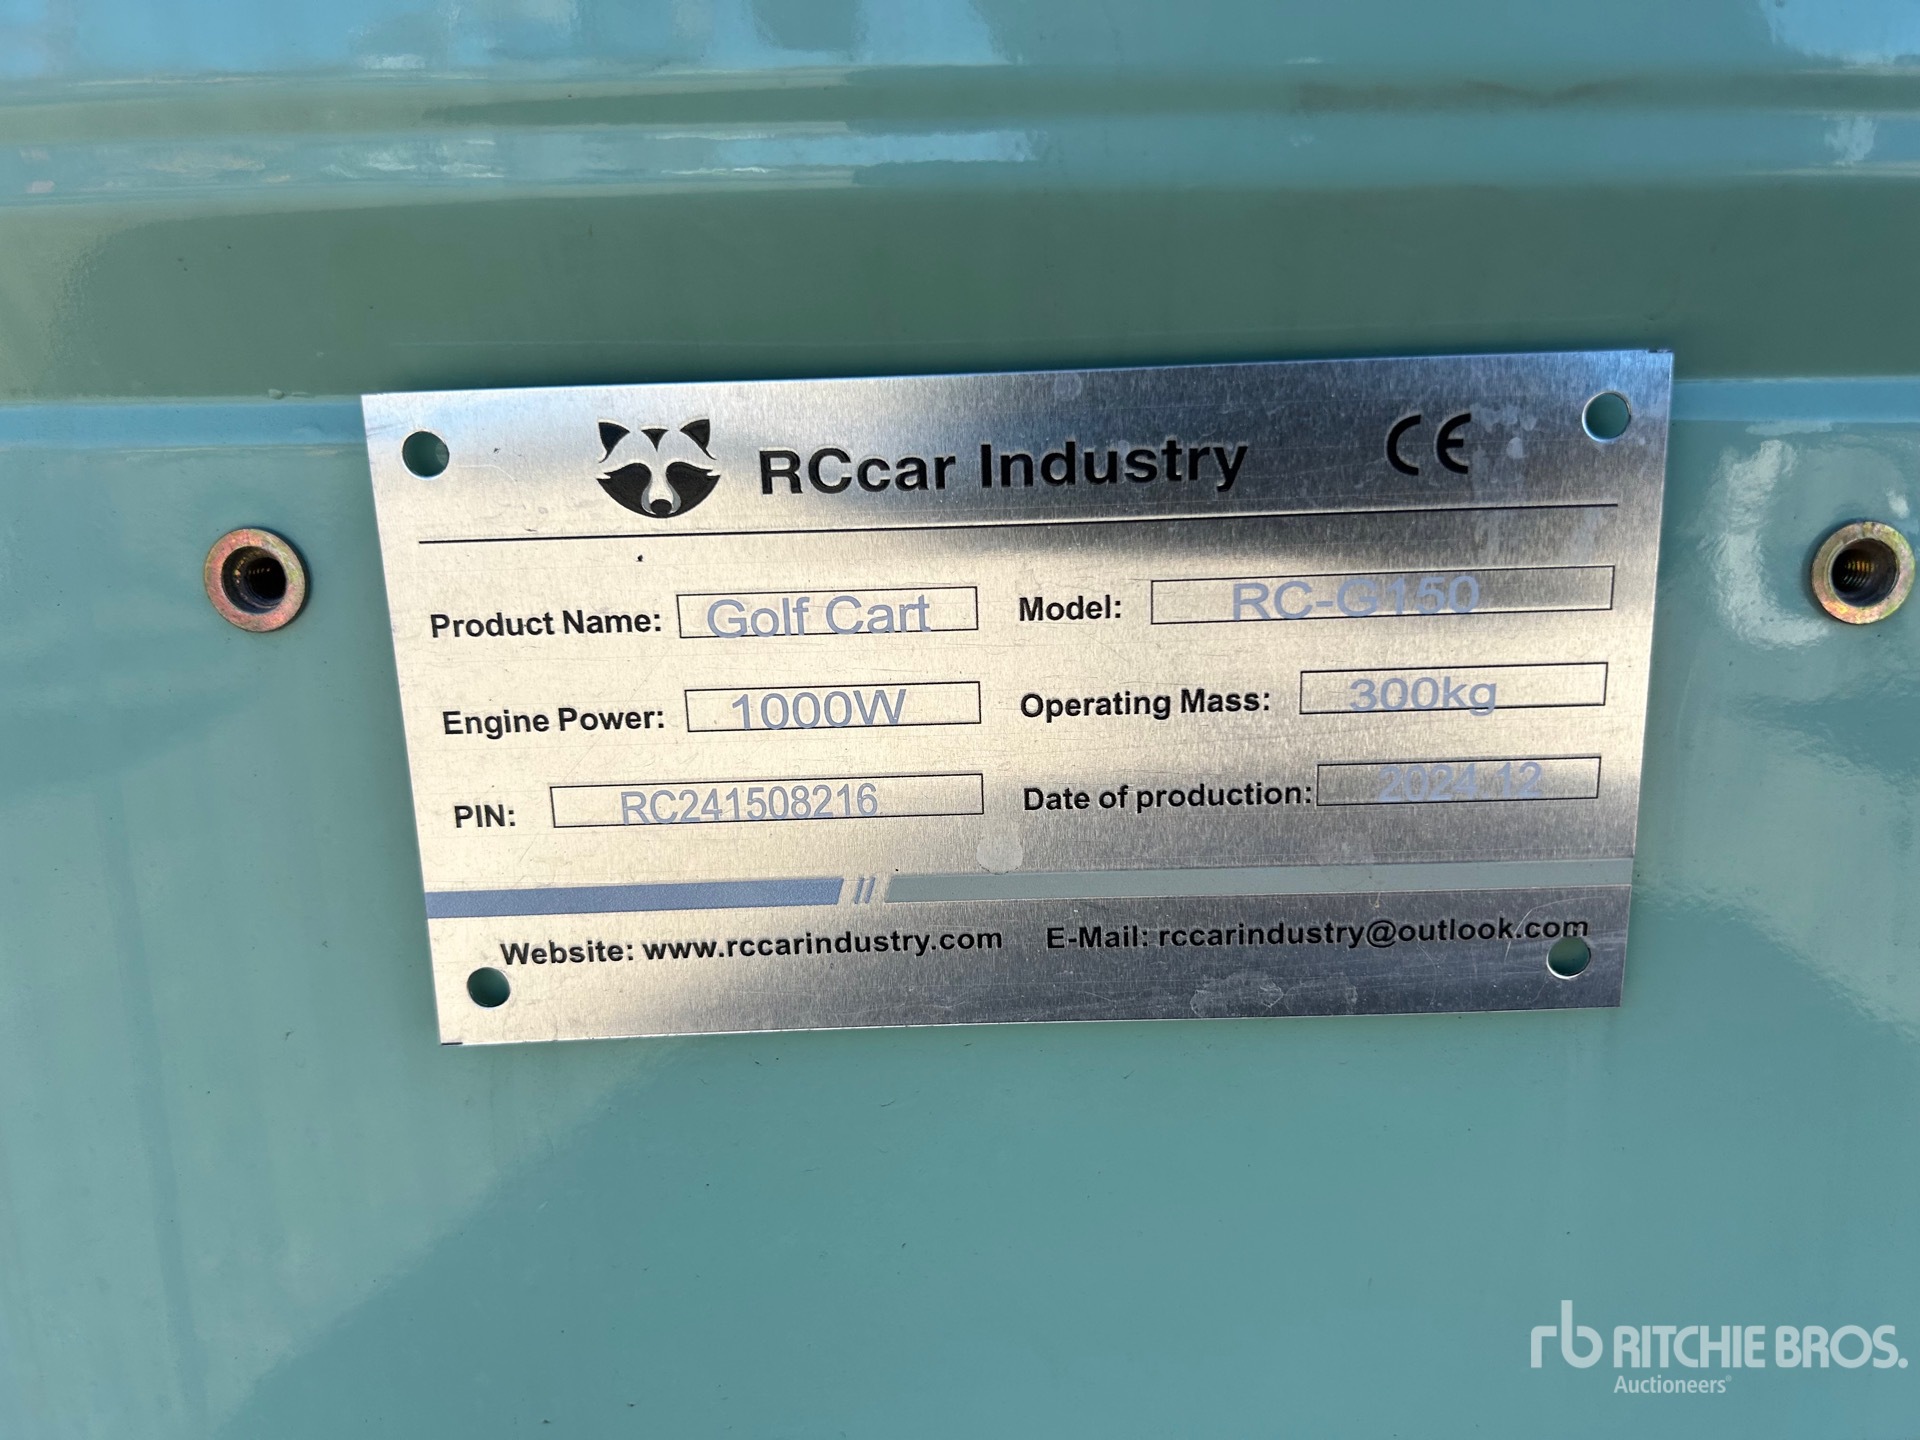 RCcar Industry CE
Product Name: Golf Cart Model: RC-G150
Engine Power: 1000W Operating Mass: 300kg
PIN: RC241508216 Date of production: 2024.12
Website: www.rccarindustry.com E-Mail: rccarindustry@outlook.com
rb RITCHIE BROS.
Auctioneers